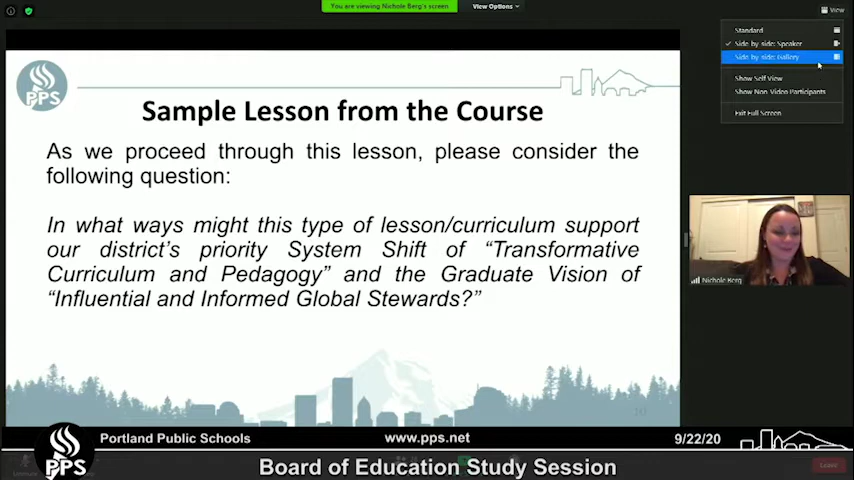 You are viewing Nichole Berg's screen
View Options
View
Standard
Side-by-side: Speaker
Side-by-side: Gallery
Show Self View
Show Non-Video Participants
Exit Full Screen
PPS
Sample Lesson from the Course
As we proceed through this lesson, please consider the
following question:
In what ways might this type of lesson/curriculum support
our district's priority System Shift of “Transformative
Curriculum and Pedagogy” and the Graduate Vision of
“Influential and Informed Global Stewards?”
Nichole Berg
10
Portland Public Schools
www.pps.net
9/22/20
PPS
Board of Education Study Session
Leave